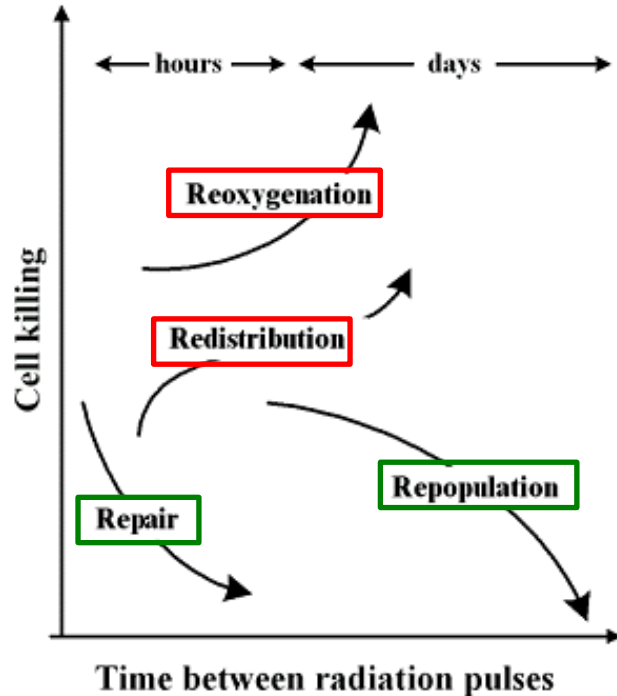 hours days
Reoxygenation
Redistribution
Repopulation
Repair
Cell killing
Time between radiation pulses